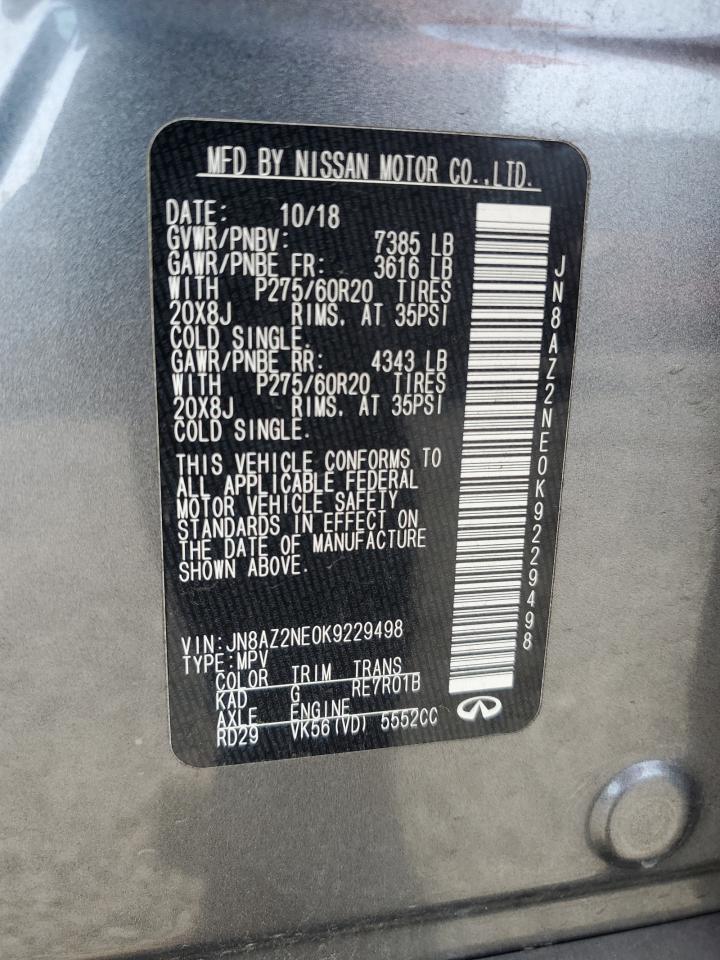 MFD BY NISSAN MOTOR CO.,LTD.
DATE: 10/18
GVWR/PNBV: 7385 LB
GAWR/PNBE FR: 3616 LB
WITH P275/60R20 TIRES
20X8J RIMS, AT 35PSI
COLD SINGLE.
GAWR/PNBE RR: 4343 LB
WITH P275/60R20 TIRES
20X8J RIMS, AT 35PSI
COLD SINGLE.
THIS VEHICLE CONFORMS TO
ALL APPLICABLE FEDERAL
MOTOR VEHICLE SAFETY
STANDARDS IN EFFECT ON
THE DATE OF MANUFACTURE
SHOWN ABOVE.
VIN: JN8AZ2NE0K9229498
TYPE: MPV
COLOR TRIM TRANS
KAD G RE7R01B
AXLE ENGINE
RD29 VK56(VD) 5552CC
JN8AZ2NE0K9229498